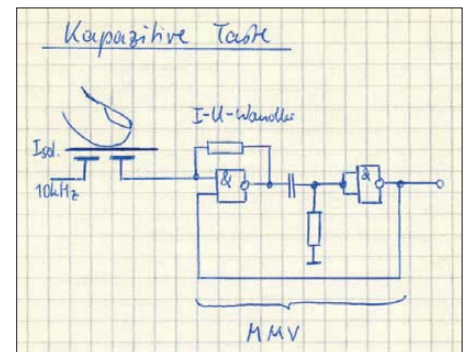 Kapazitive Taste
I-U-Wandler
Isol.
10kHz
&
&
MMV